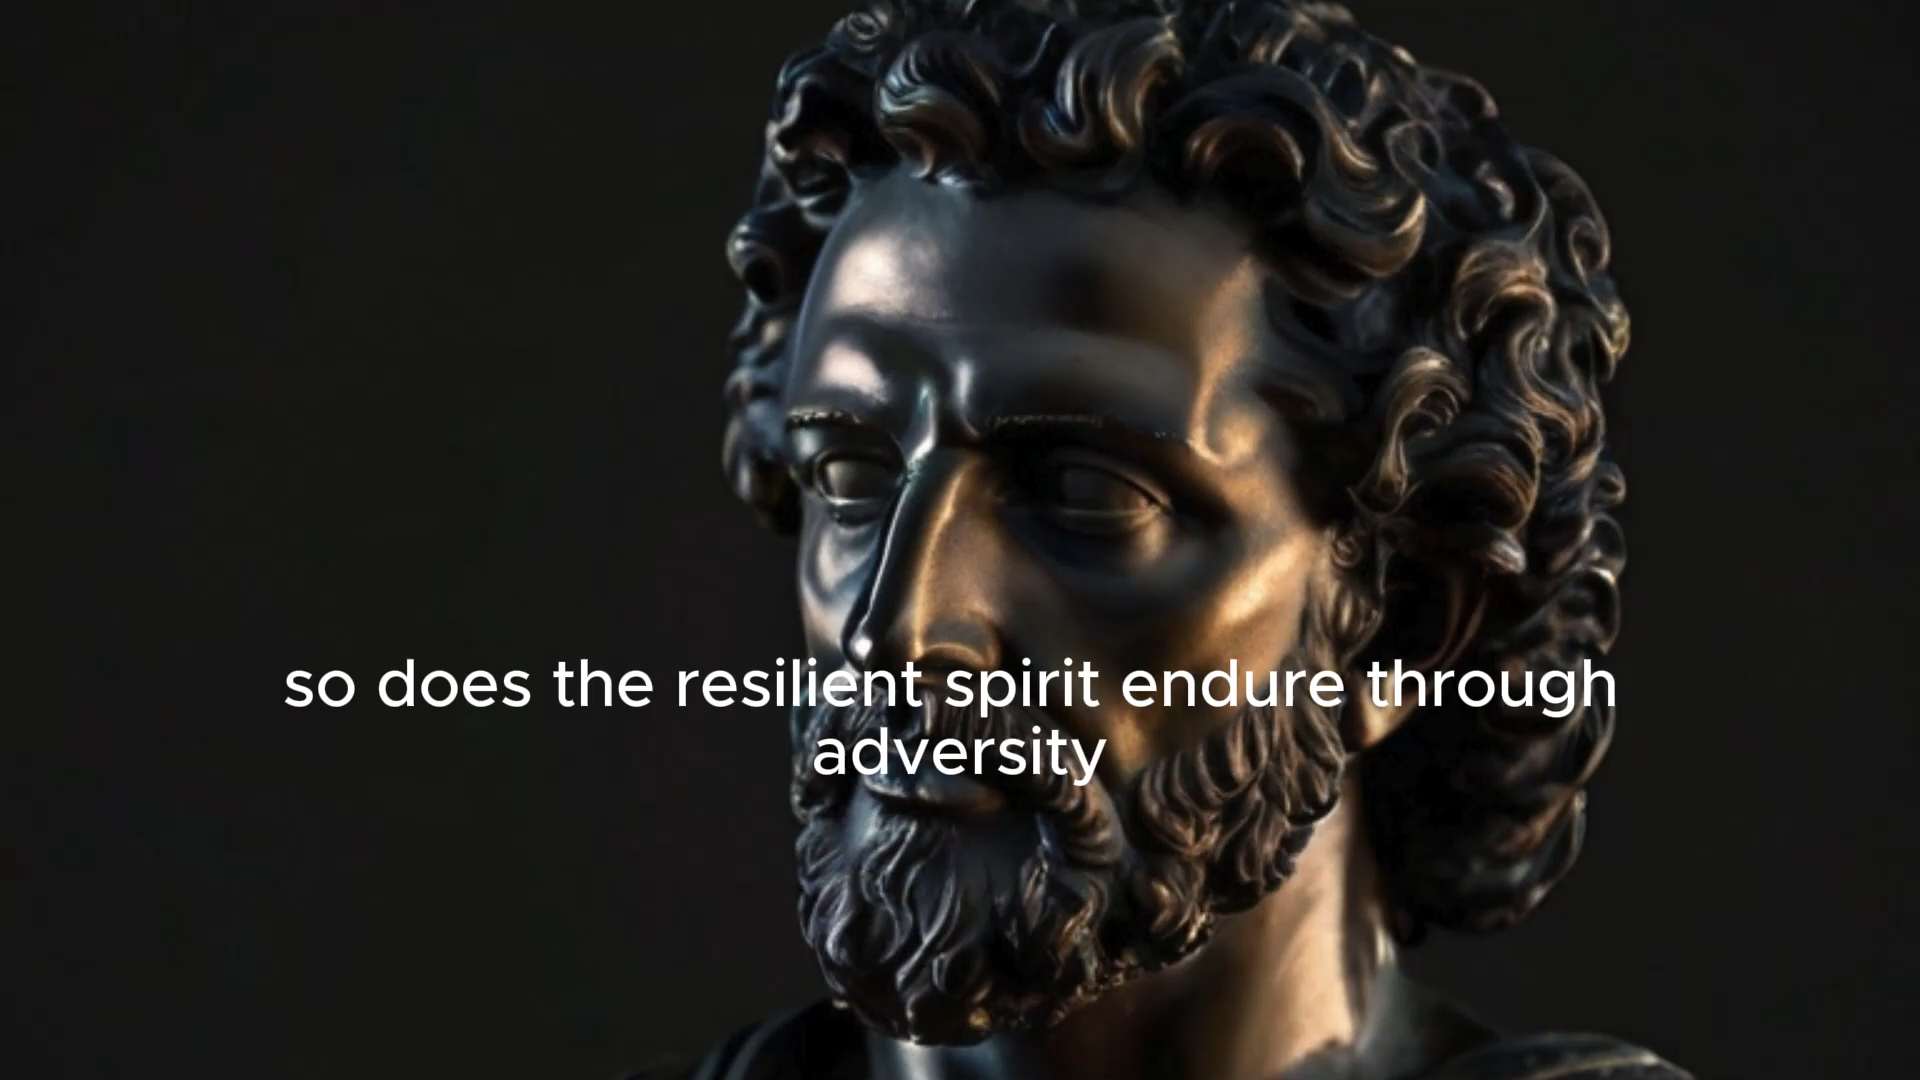 so does the resilient spirit endure through
adversity